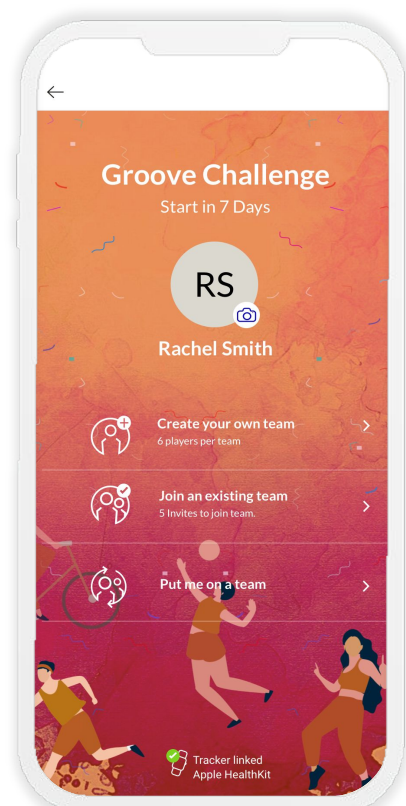 Groove Challenge
Start in 7 Days
RS
Rachel Smith
Create your own team
6 players per team
Join an existing team
5 Invites to join team.
Put me on a team
Tracker linked
Apple HealthKit